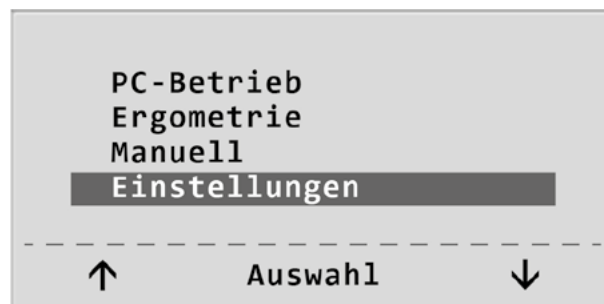 PC-Betrieb
Ergometrie
Manuell
Einstellungen
↑ Auswahl ↓